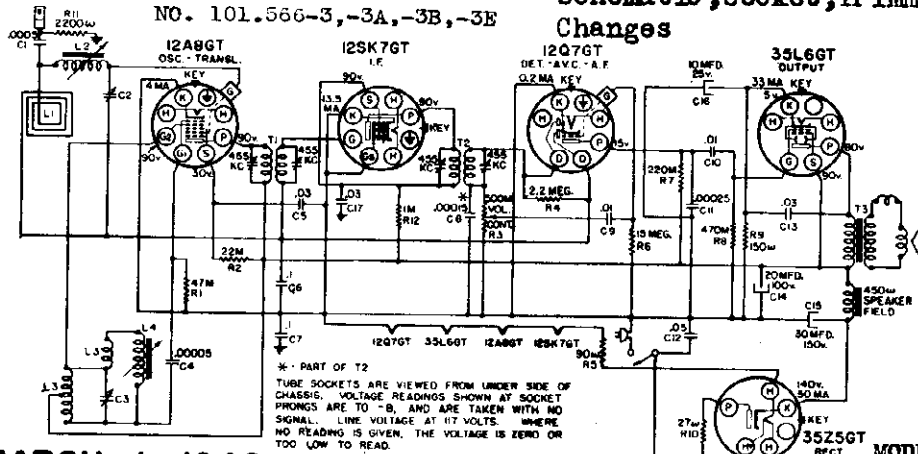 NO. 101.566-3,-3A,-3B,-3E
Changes
R11
2200ω
C1
L2
L1
C2
12A8GT
OSC.-TRANSL.
KEY
4 MA
K
G
H
H
G2
P
G1
S
90v.
90v.
30v.
455
KC
T1
455
KC
12SK7GT
I.F.
90v.
13.5
MA
S
H
K
P
90v.
KEY
G
G3
H
455
KC
T2
455
KC
12Q7GT
DET.-A.V.C.-A.F.
0.2 MA
KEY
K
G
H
H
P
D
D
15v.
10 MFD.
25v.
C16
35L6GT
OUTPUT
33 MA
KEY
5v.
K
H
H
G
S
P
90v.
80v.
.01
C10
220M
R7
.00025
C11
470M
R8
R9
150ω
.03
C13
T3
2.2 MEG.
R4
.03
C5
.03
C17
1M
R12
*
.00015
C8
500M
VOL.
CONT.
R3
.01
C9
15 MEG.
R6
20MFD.
100v.
C14
450ω
SPEAKER
FIELD
22M
R2
47M
R1
.1
C6
.1
C7
C15
30 MFD.
150v.
L4
L3
L3
C3
.00005
C4
12Q7GT
35L6GT
12A8GT
12SK7GT
90ω
R5
.05
C12
* - PART OF T2
TUBE SOCKETS ARE VIEWED FROM UNDER SIDE OF
CHASSIS. VOLTAGE READINGS SHOWN AT SOCKET
PRONGS ARE TO -B, AND ARE TAKEN WITH NO
SIGNAL. LINE VOLTAGE AT 117 VOLTS. WHERE
NO READING IS GIVEN, THE VOLTAGE IS ZERO OR
TOO LOW TO READ.
27ω
R10
P
H
K
H
140v.
50 MA
KEY
35Z5GT